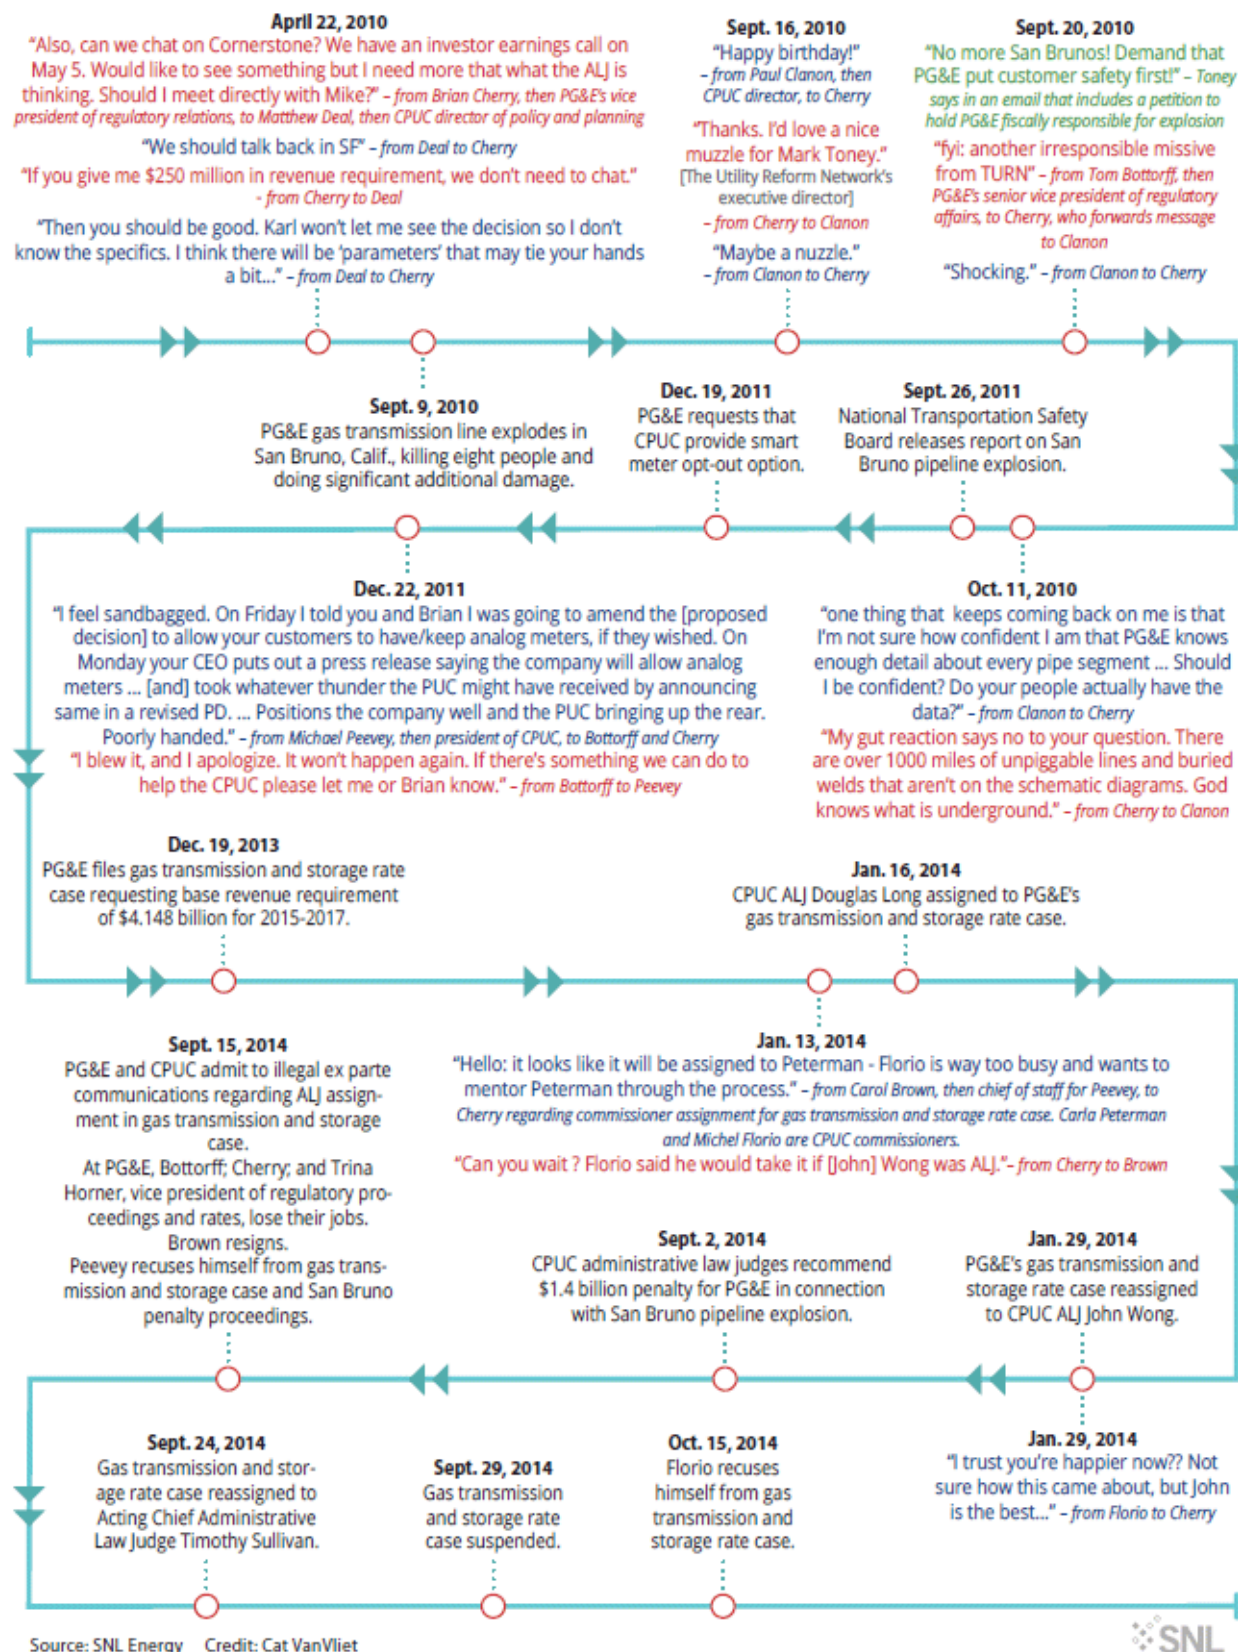 April 22, 2010
“Also, can we chat on Cornerstone? We have an investor earnings call on
May 5. Would like to see something but I need more that what the ALJ is
thinking. Should I meet directly with Mike?” – from Brian Cherry, then PG&E's vice
president of regulatory relations, to Matthew Deal, then CPUC director of policy and planning
“We should talk back in SF” – from Deal to Cherry
“If you give me $250 million in revenue requirement, we don't need to chat.”
- from Cherry to Deal
“Then you should be good. Karl won't let me see the decision so I don't
know the specifics. I think there will be ‘parameters’ that may tie your hands
a bit...” – from Deal to Cherry
Sept. 16, 2010
“Happy birthday!”
– from Paul Clanon, then
CPUC director, to Cherry
“Thanks. I'd love a nice
muzzle for Mark Toney.”
[The Utility Reform Network's
executive director]
– from Cherry to Clanon
“Maybe a nuzzle.”
– from Clanon to Cherry
Sept. 20, 2010
“No more San Brunos! Demand that
PG&E put customer safety first!” – Toney
says in an email that includes a petition to
hold PG&E fiscally responsible for explosion
“fyi: another irresponsible missive
from TURN” – from Tom Bottorff, then
PG&E's senior vice president of regulatory
affairs, to Cherry, who forwards message
to Clanon
“Shocking.” – from Clanon to Cherry
Sept. 9, 2010
PG&E gas transmission line explodes in
San Bruno, Calif., killing eight people and
doing significant additional damage.
Dec. 19, 2011
PG&E requests that
CPUC provide smart
meter opt-out option.
Sept. 26, 2011
National Transportation Safety
Board releases report on San
Bruno pipeline explosion.
Dec. 22, 2011
“I feel sandbagged. On Friday I told you and Brian I was going to amend the [proposed
decision] to allow your customers to have/keep analog meters, if they wished. On
Monday your CEO puts out a press release saying the company will allow analog
meters ... [and] took whatever thunder the PUC might have received by announcing
same in a revised PD. ... Positions the company well and the PUC bringing up the rear.
Poorly handed.” – from Michael Peevey, then president of CPUC, to Bottorff and Cherry
“I blew it, and I apologize. It won't happen again. If there's something we can do to
help the CPUC please let me or Brian know.” – from Bottorff to Peevey
Oct. 11, 2010
“one thing that keeps coming back on me is that
I'm not sure how confident I am that PG&E knows
enough detail about every pipe segment ... Should
I be confident? Do your people actually have the
data?” – from Clanon to Cherry
“My gut reaction says no to your question. There
are over 1000 miles of unpiggable lines and buried
welds that aren't on the schematic diagrams. God
knows what is underground.” – from Cherry to Clanon
Dec. 19, 2013
PG&E files gas transmission and storage rate
case requesting base revenue requirement
of $4.148 billion for 2015-2017.
Jan. 16, 2014
CPUC ALJ Douglas Long assigned to PG&E's
gas transmission and storage rate case.
Sept. 15, 2014
PG&E and CPUC admit to illegal ex parte
communications regarding ALJ assign-
ment in gas transmission and storage
case.
At PG&E, Bottorff; Cherry; and Trina
Horner, vice president of regulatory pro-
ceedings and rates, lose their jobs.
Brown resigns.
Peevey recuses himself from gas trans-
mission and storage case and San Bruno
penalty proceedings.
Jan. 13, 2014
“Hello: it looks like it will be assigned to Peterman - Florio is way too busy and wants to
mentor Peterman through the process.” – from Carol Brown, then chief of staff for Peevey, to
Cherry regarding commissioner assignment for gas transmission and storage rate case. Carla Peterman
and Michel Florio are CPUC commissioners.
“Can you wait ? Florio said he would take it if [John] Wong was ALJ.”– from Cherry to Brown
Sept. 2, 2014
CPUC administrative law judges recommend
$1.4 billion penalty for PG&E in connection
with San Bruno pipeline explosion.
Jan. 29, 2014
PG&E's gas transmission and
storage rate case reassigned
to CPUC ALJ John Wong.
Sept. 24, 2014
Gas transmission and stor-
age rate case reassigned to
Acting Chief Administrative
Law Judge Timothy Sullivan.
Sept. 29, 2014
Gas transmission
and storage rate
case suspended.
Oct. 15, 2014
Florio recuses
himself from gas
transmission and
storage rate case.
Jan. 29, 2014
“I trust you're happier now?? Not
sure how this came about, but John
is the best...” – from Florio to Cherry
Source: SNL Energy Credit: Cat VanVliet
SNL